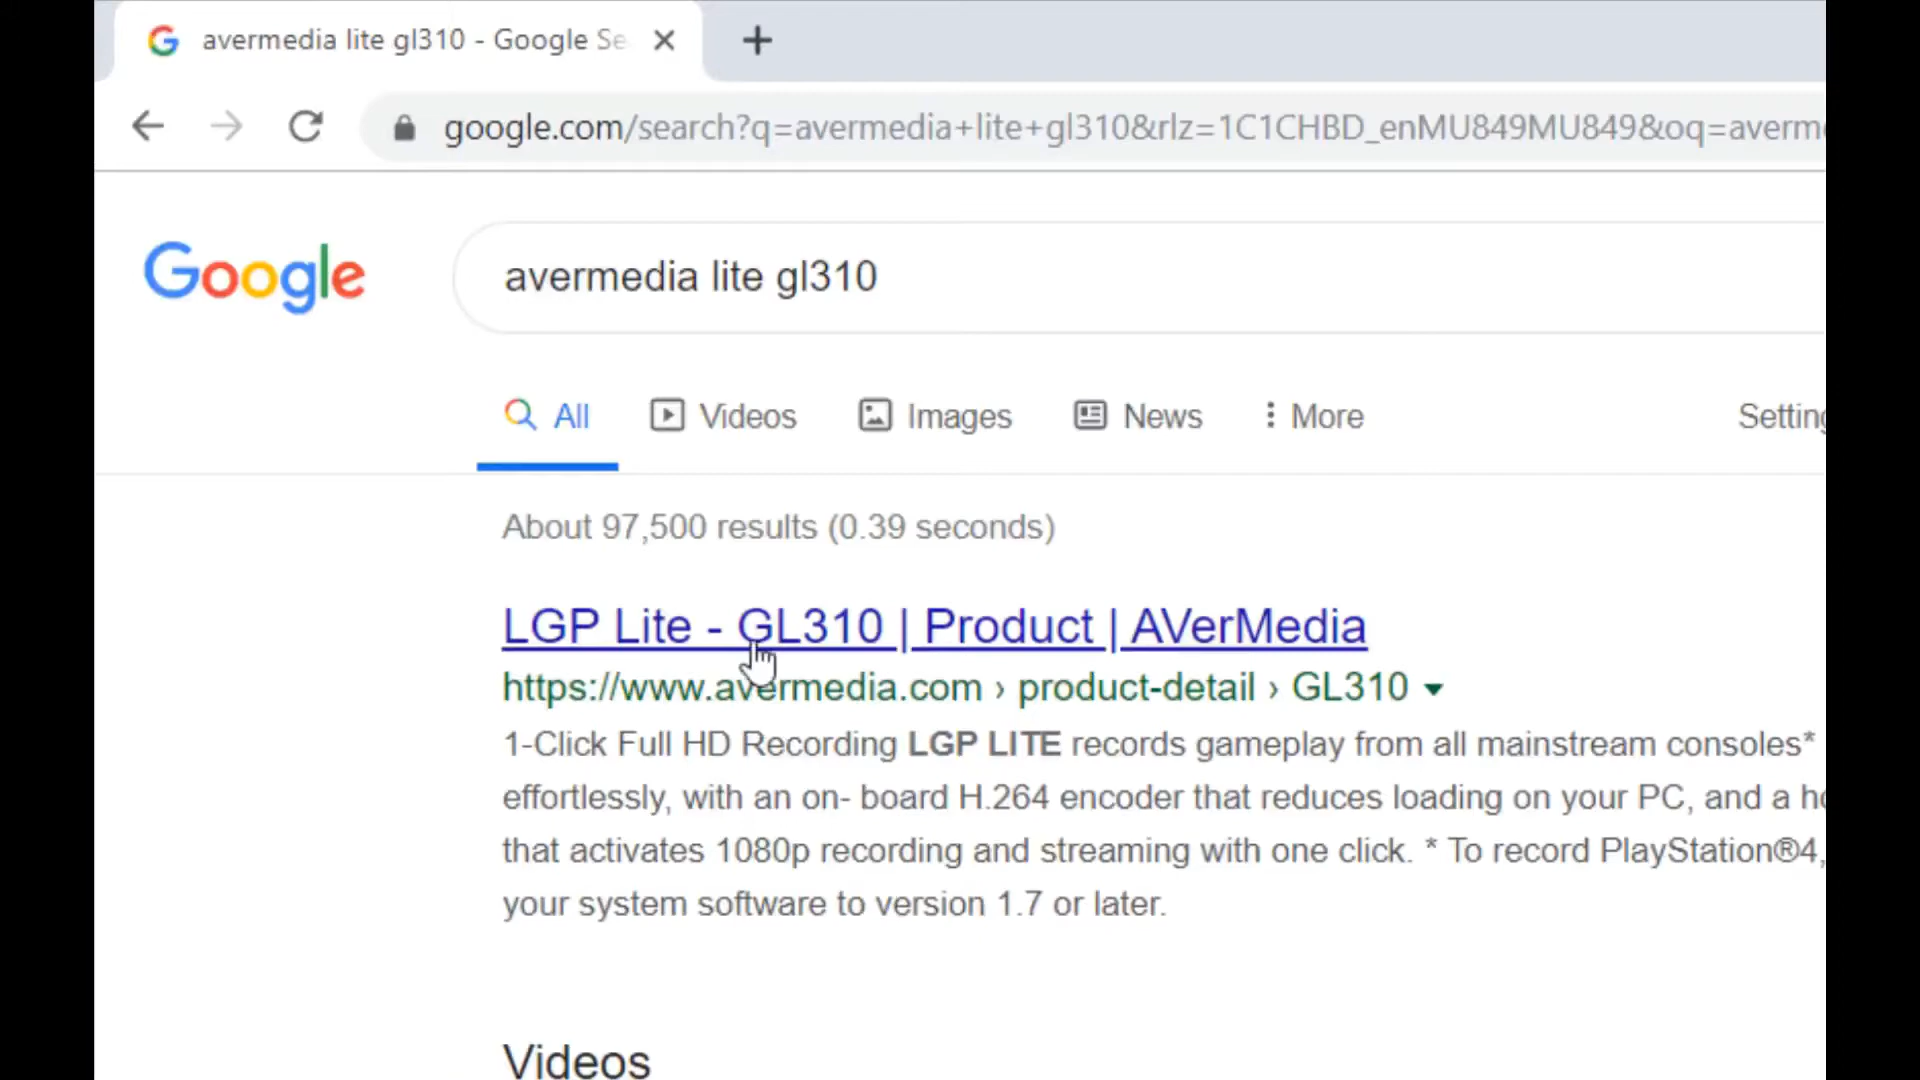 avermedia lite gl310 - Google Se
google.com/search?q=avermedia+lite+gl310&rlz=1C1CHBD_enMU849MU849&oq=averm
Google
avermedia lite gl310
All Videos Images News More Setting
About 97,500 results (0.39 seconds)
LGP Lite - GL310 | Product | AVerMedia
https://www.avermedia.com › product-detail › GL310
1-Click Full HD Recording LGP LITE records gameplay from all mainstream consoles*
effortlessly, with an on- board H.264 encoder that reduces loading on your PC, and a
that activates 1080p recording and streaming with one click. * To record PlayStation®4,
your system software to version 1.7 or later.
Videos